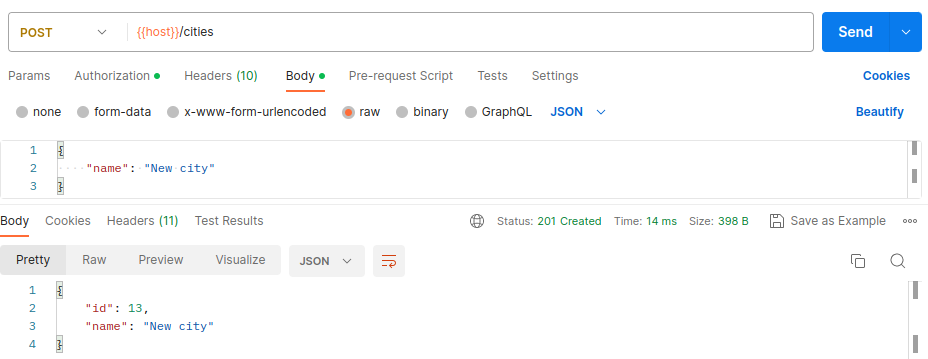 POST {{host}}/cities Send
Params Authorization Headers (10) Body Pre-request Script Tests Settings Cookies
none form-data x-www-form-urlencoded raw binary GraphQL JSON Beautify
1 {
2 "name": "New city"
3 }
Body Cookies Headers (11) Test Results Status: 201 Created Time: 14 ms Size: 398 B Save as Example
Pretty Raw Preview Visualize JSON
1 {
2 "id": 13,
3 "name": "New city"
4 }